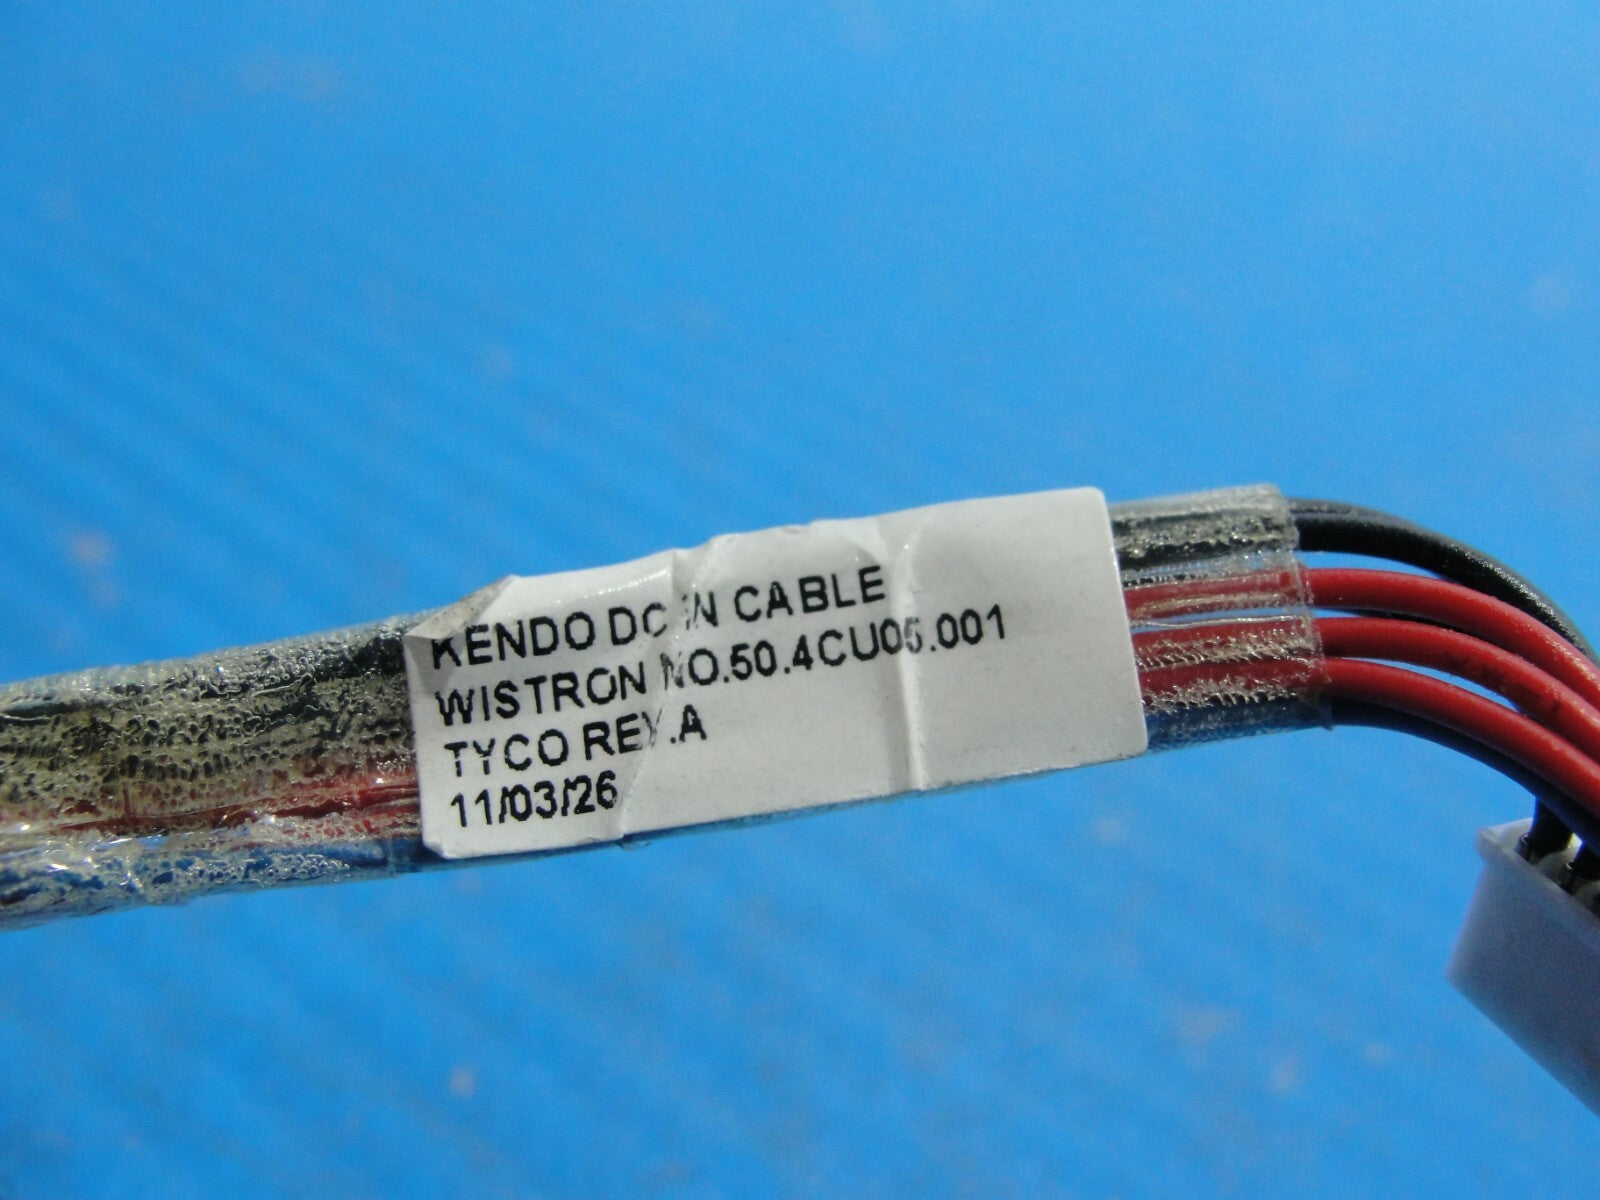 KENDO DC IN CABLE
WISTRON NO.50.4CU05.001
TYCO REV.A
11/03/26